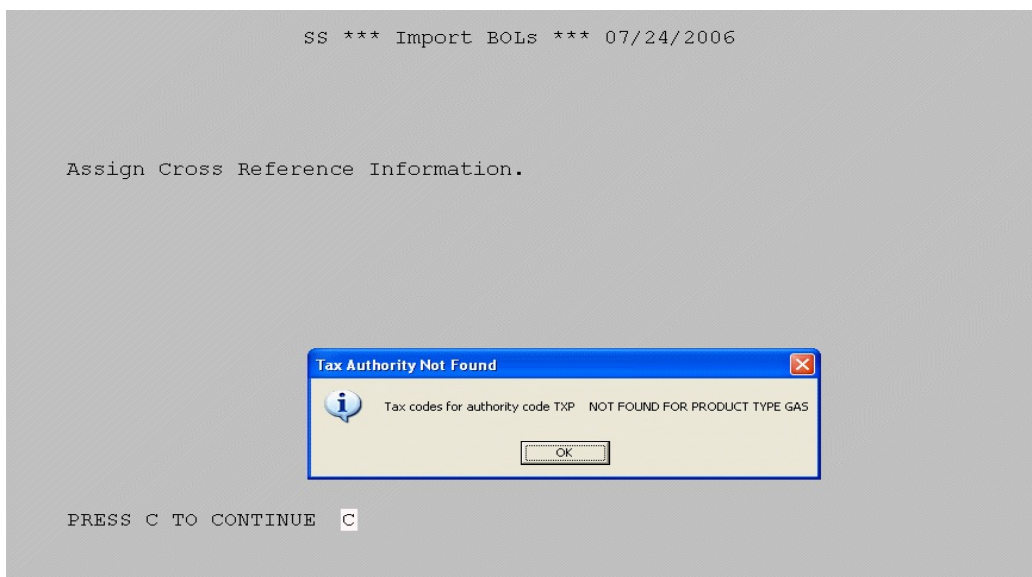 SS *** Import BOLs *** 07/24/2006
Assign Cross Reference Information.
Tax Authority Not Found
Tax codes for authority code TXP NOT FOUND FOR PRODUCT TYPE GAS
OK
PRESS C TO CONTINUE C